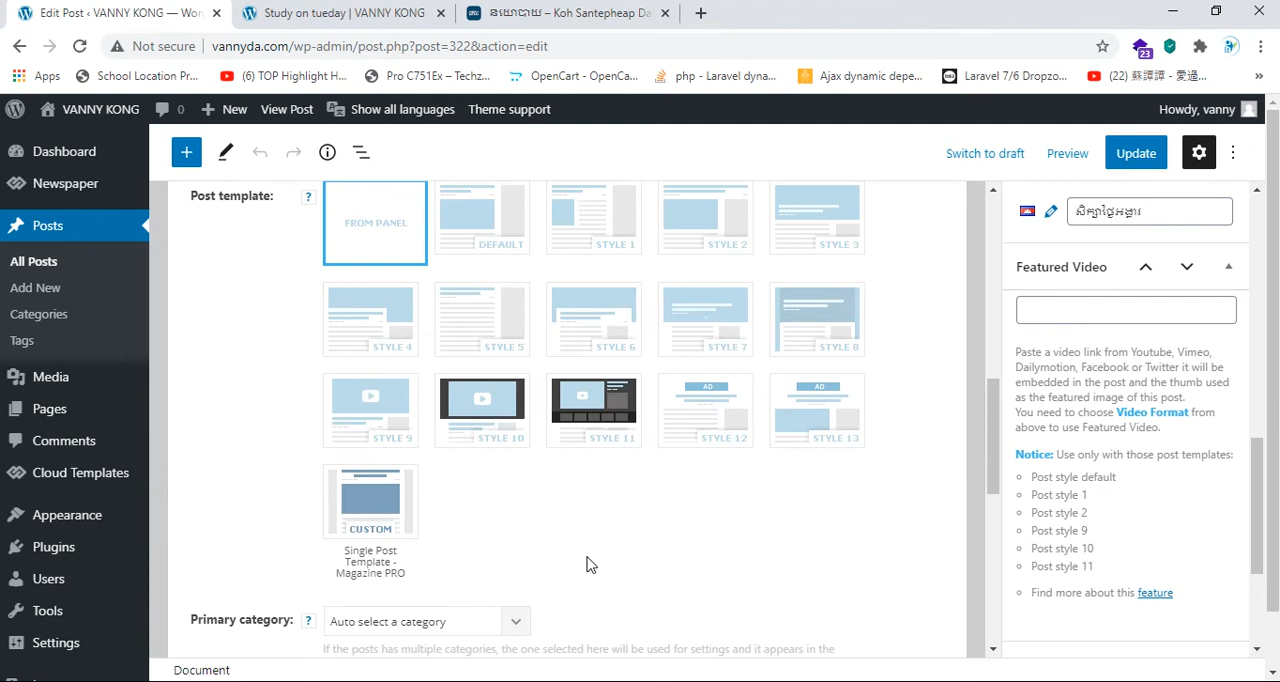 Edit Post ‹ VANNY KONG — Wor
Study on tueday | VANNY KONG
នយោបាយ – Koh Santepheap Da
Not secure
vannyda.com/wp-admin/post.php?post=322&action=edit
23
Apps
School Location Pr...
(6) TOP Highlight H...
Pro C751Ex – Techz...
OpenCart - OpenCa...
php - Laravel dyna...
Ajax dynamic depe...
Laravel 7/6 Dropzo...
(22) 蘇譚譚 - 愛過...
VANNY KONG
0
New
View Post
Show all languages
Theme support
Howdy, vanny
Dashboard
Newspaper
Posts
All Posts
Add New
Categories
Tags
Media
Pages
Comments
Cloud Templates
Appearance
Plugins
Users
Tools
Settings
Switch to draft
Preview
Update
Post template:
?
FROM PANEL
DEFAULT
STYLE 1
STYLE 2
STYLE 3
STYLE 4
STYLE 5
STYLE 6
STYLE 7
STYLE 8
STYLE 9
STYLE 10
STYLE 11
AD
STYLE 12
AD
STYLE 13
CUSTOM
Single Post
Template -
Magazine PRO
Primary category:
?
Auto select a category
If the posts has multiple categories, the one selected here will be used for settings and it appears in the
Document
សិក្សាថ្ងៃអង្គារ
Featured Video
Paste a video link from Youtube, Vimeo,
Dailymotion, Facebook or Twitter it will be
embedded in the post and the thumb used
as the featured image of this post.
You need to choose Video Format from
above to use Featured Video.
Notice: Use only with those post templates:
Post style default
Post style 1
Post style 2
Post style 9
Post style 10
Post style 11
Find more about this feature